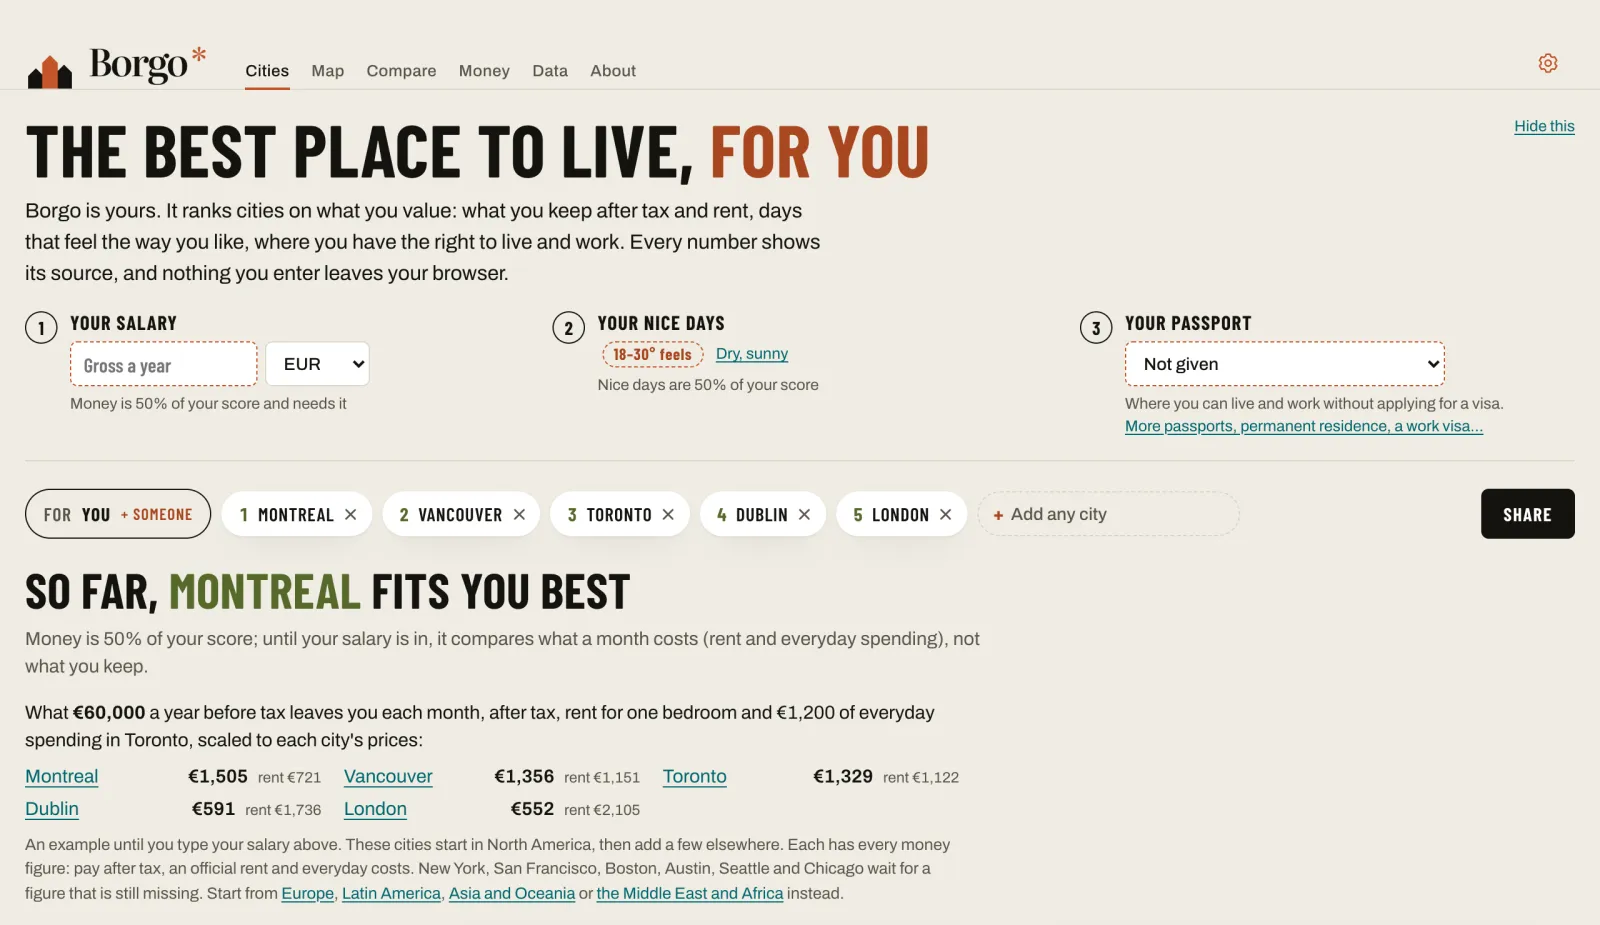 Borgo*
Cities Map Compare Money Data About
Hide this
THE BEST PLACE TO LIVE, FOR YOU
Borgo is yours. It ranks cities on what you value: what you keep after tax and rent, days
that feel the way you like, where you have the right to live and work. Every number shows
its source, and nothing you enter leaves your browser.
1 YOUR SALARY
Gross a year EUR
Money is 50% of your score and needs it
2 YOUR NICE DAYS
18-30° feels Dry, sunny
Nice days are 50% of your score
3 YOUR PASSPORT
Not given
Where you can live and work without applying for a visa.
More passports, permanent residence, a work visa...
FOR YOU + SOMEONE 1 MONTREAL × 2 VANCOUVER × 3 TORONTO × 4 DUBLIN × 5 LONDON × + Add any city SHARE
SO FAR, MONTREAL FITS YOU BEST
Money is 50% of your score; until your salary is in, it compares what a month costs (rent and everyday spending), not
what you keep.
What €60,000 a year before tax leaves you each month, after tax, rent for one bedroom and €1,200 of everyday
spending in Toronto, scaled to each city's prices:
Montreal €1,505 rent €721 Vancouver €1,356 rent €1,151 Toronto €1,329 rent €1,122
Dublin €591 rent €1,736 London €552 rent €2,105
An example until you type your salary above. These cities start in North America, then add a few elsewhere. Each has every money
figure: pay after tax, an official rent and everyday costs. New York, San Francisco, Boston, Austin, Seattle and Chicago wait for a
figure that is still missing. Start from Europe, Latin America, Asia and Oceania or the Middle East and Africa instead.